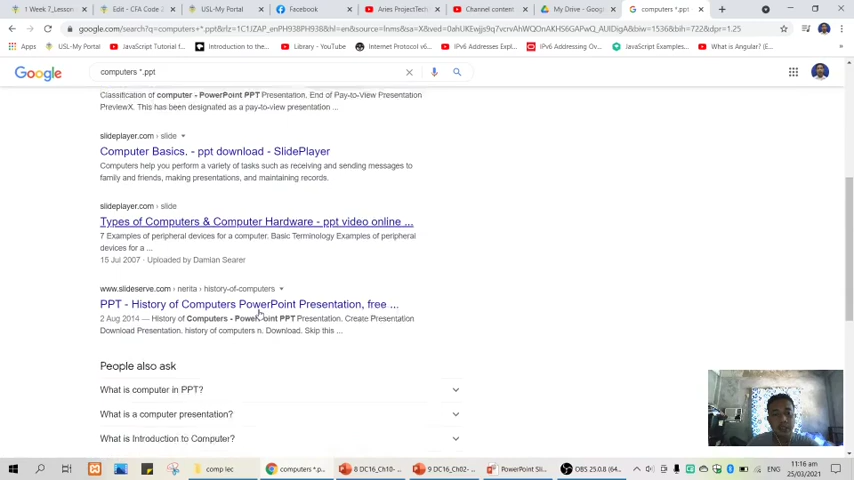 1 Week 7_Lesson
Edit - CFA Code 2
USL-My Portal
Facebook
Aries ProjectTech
Channel content
My Drive - Goog
computers *.ppt
google.com/search?q=computers+*.ppt&rlz=1C1JZAP_enPH938PH938&hl=en&source=lnms&sa=X&ved=0ahUKEwjjs9q7vcrvAhWQOnAKHS6GAAUQ_AUIDigA&biw=1536&bih=722&dpr=1.25
Apps
USL-My Portal
JavaScript Tutorial f...
Introduction to the...
Library - YouTube
Internet Protocol v6...
IPv6 Addresses Expl...
IPV6 Addressing Ov...
JavaScript Examples...
What is Angular? (E...
Google
computers *.ppt
Classification of computer - PowerPoint PPT Presentation. End of Pay-to-View Presentation
PreviewX. This has been designated as a pay-to-view presentation ...
slideplayer.com › slide
Computer Basics. - ppt download - SlidePlayer
Computers help you perform a variety of tasks such as receiving and sending messages to
family and friends, making presentations, and maintaining records.
slideplayer.com › slide
Types of Computers & Computer Hardware - ppt video online ...
7 Examples of peripheral devices for a computer. Basic Terminology Examples of peripheral
devices for a ...
15 Jul 2007 · Uploaded by Damian Searer
www.slideserve.com › nerita › history-of-computers
PPT - History of Computers PowerPoint Presentation, free ...
2 Aug 2014 — History of Computers - PowerPoint PPT Presentation. Create Presentation
Download Presentation. history of computers n. Download. Skip this ...
People also ask
What is computer in PPT?
What is a computer presentation?
What is Introduction to Computer?
comp lec
computers *.p...
8 DC16_Ch10- ...
9 DC16_Ch02- ...
PowerPoint Sli...
OBS 25.0.8 (64...
ENG
11:16 am
25/03/2021